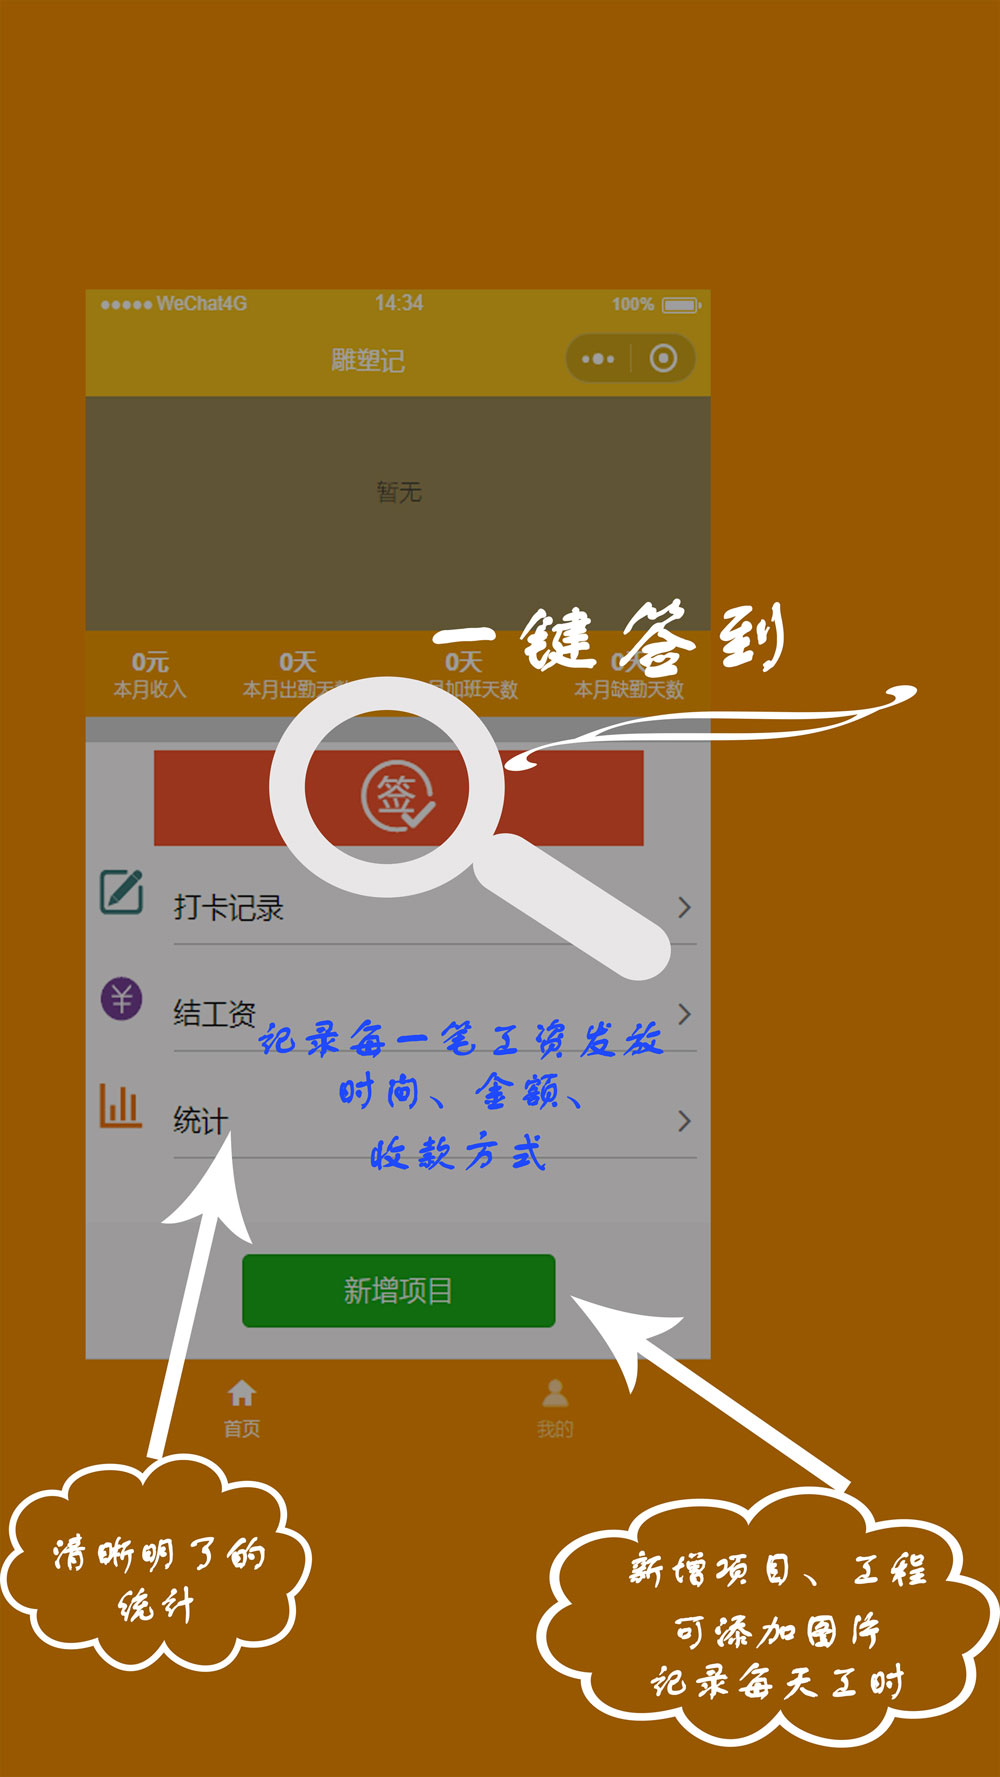 WeChat4G 14:34 100%
雕塑记
暂无
一键签到
0元 0天 0天 0天
本月收入 本月出勤天数 月加班天数 本月缺勤天数
签
打卡记录
结工资
记录每一笔工资发放
时间、金额、
收款方式
统计
新增项目
首页 我的
清晰明了的
统计
新增项目、工程
可添加图片
记录每天工时